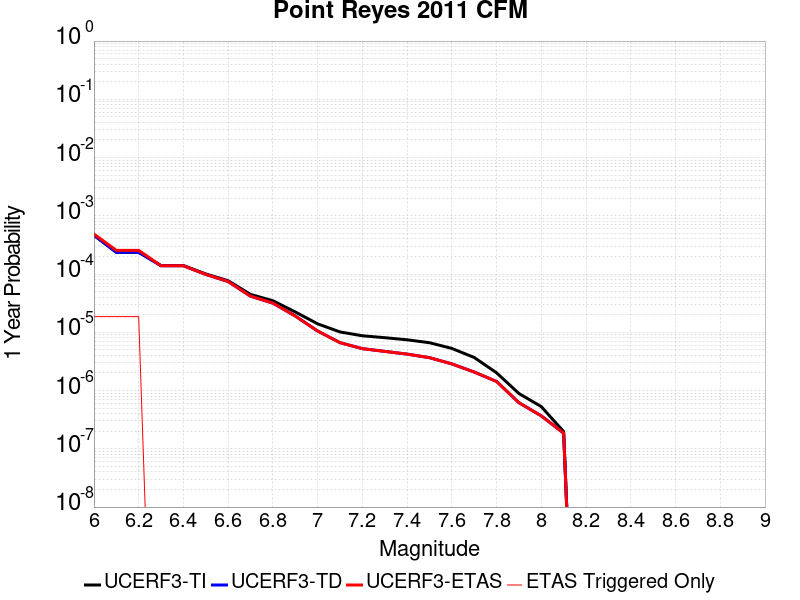 Point Reyes 2011 CFM
1 Year Probability
10^0
10^-1
10^-2
10^-3
10^-4
10^-5
10^-6
10^-7
10^-8
6 6.2 6.4 6.6 6.8 7 7.2 7.4 7.6 7.8 8 8.2 8.4 8.6 8.8 9
Magnitude
UCERF3-TI UCERF3-TD UCERF3-ETAS ETAS Triggered Only